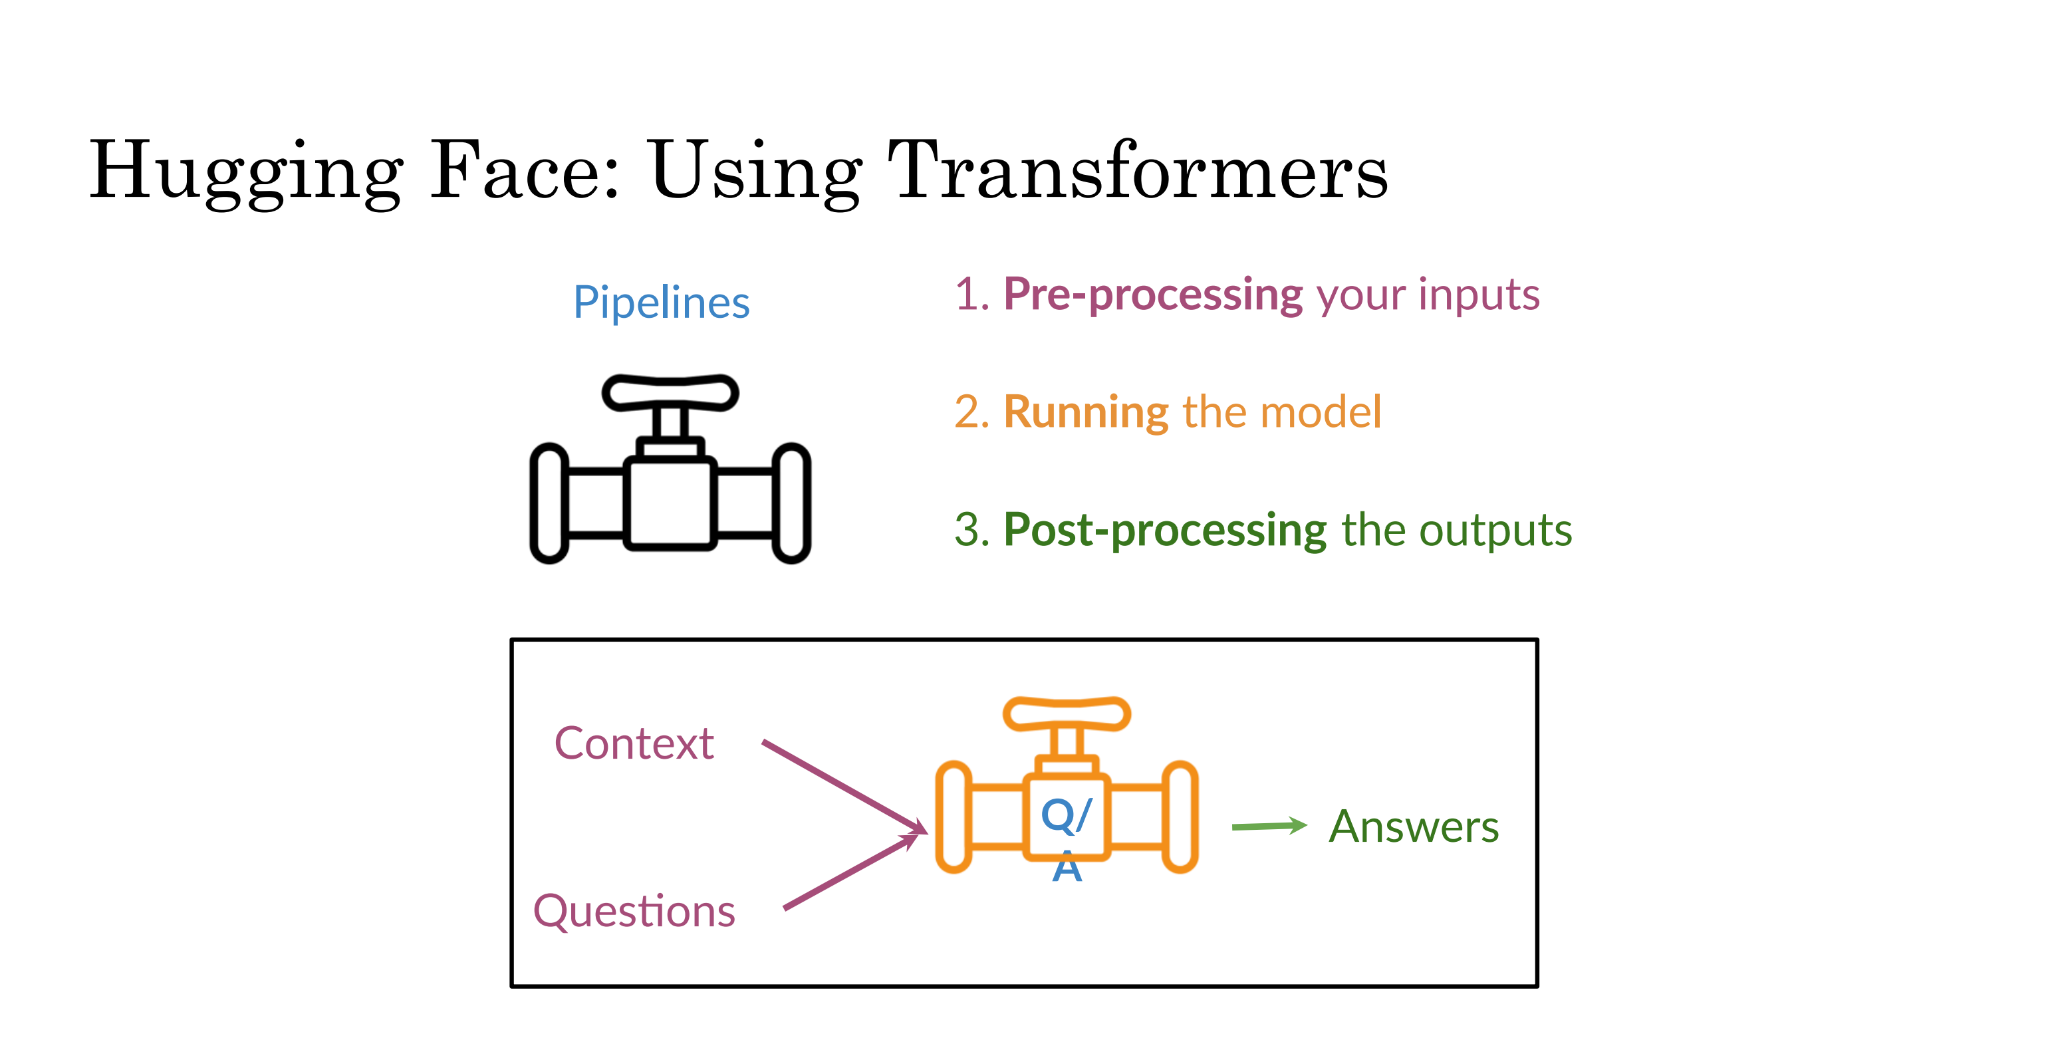 Hugging Face: Using Transformers
Pipelines
1. Pre-processing your inputs
2. Running the model
3. Post-processing the outputs
Context
Questions
Q/
A
Answers